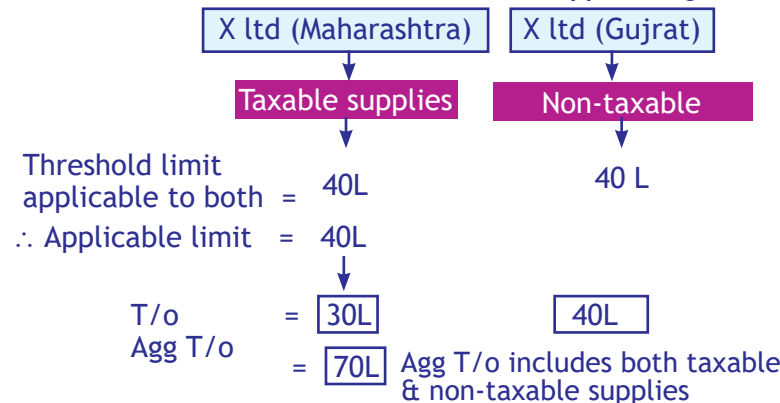 X ltd (Maharashtra) X ltd (Gujrat)
Taxable supplies Non-taxable
Threshold limit
applicable to both = 40L 40 L
∴ Applicable limit = 40L
T/o = 30L 40L
Agg T/o
= 70L Agg T/o includes both taxable
& non-taxable supplies